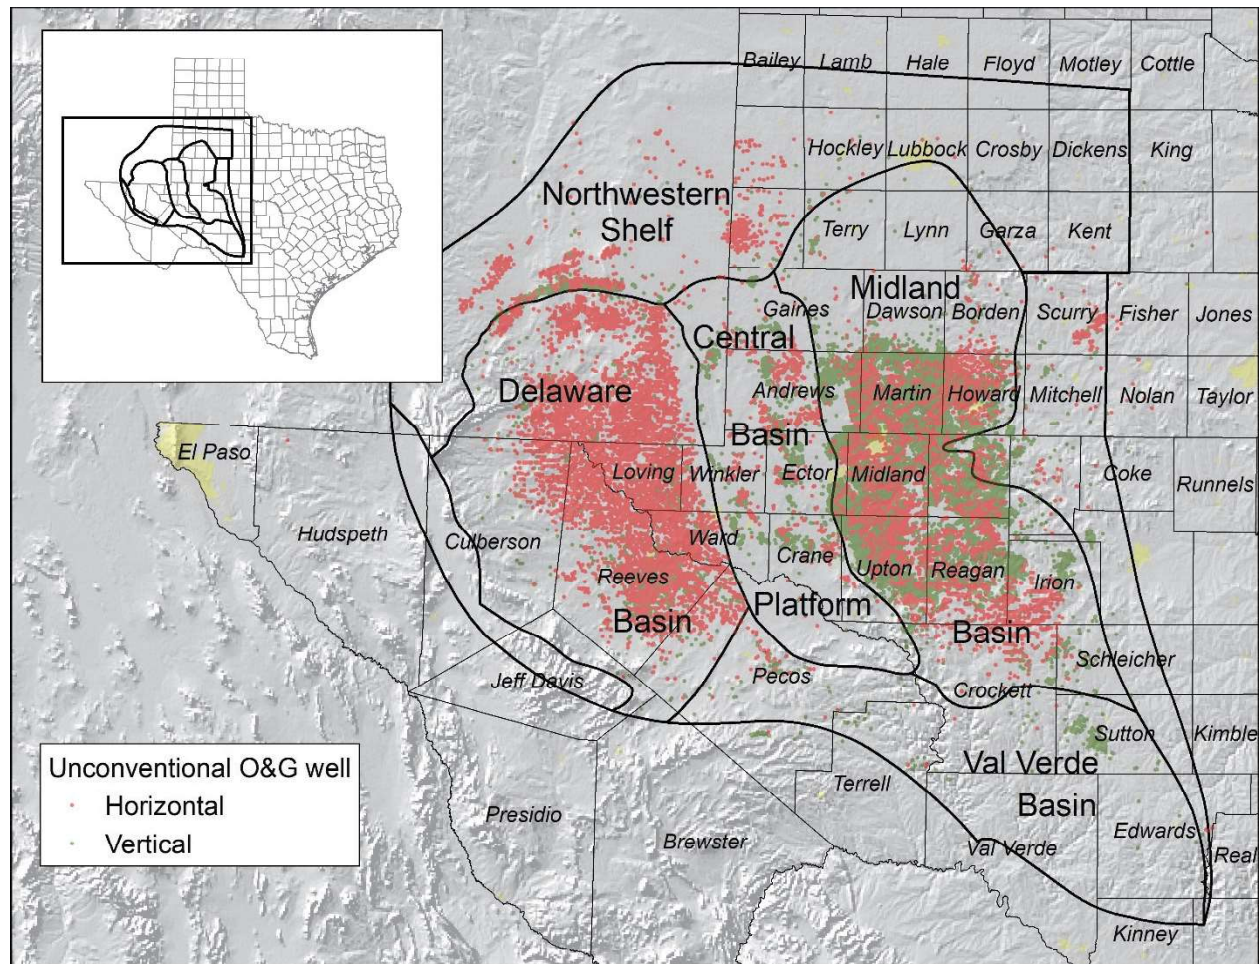 Bailey Lamb Hale Floyd Motley Cottle
Hockley Lubbock Crosby Dickens King
Northwestern
Shelf
Terry Lynn Garza Kent
Midland
Gaines Dawson Borden Scurry Fisher Jones
Central
Delaware Andrews Martin Howard Mitchell Nolan Taylor
Basin
El Paso Loving Winkler Ector Midland Coke Runnels
Hudspeth Culberson Ward Crane Upton Reagan Irion
Reeves
Basin Platform Basin
Jeff Davis Pecos Crockett Schleicher
Sutton Kimble
Unconventional O&G well
Horizontal
Vertical
Val Verde
Basin
Terrell
Presidio Brewster Val Verde Edwards Real
Kinney